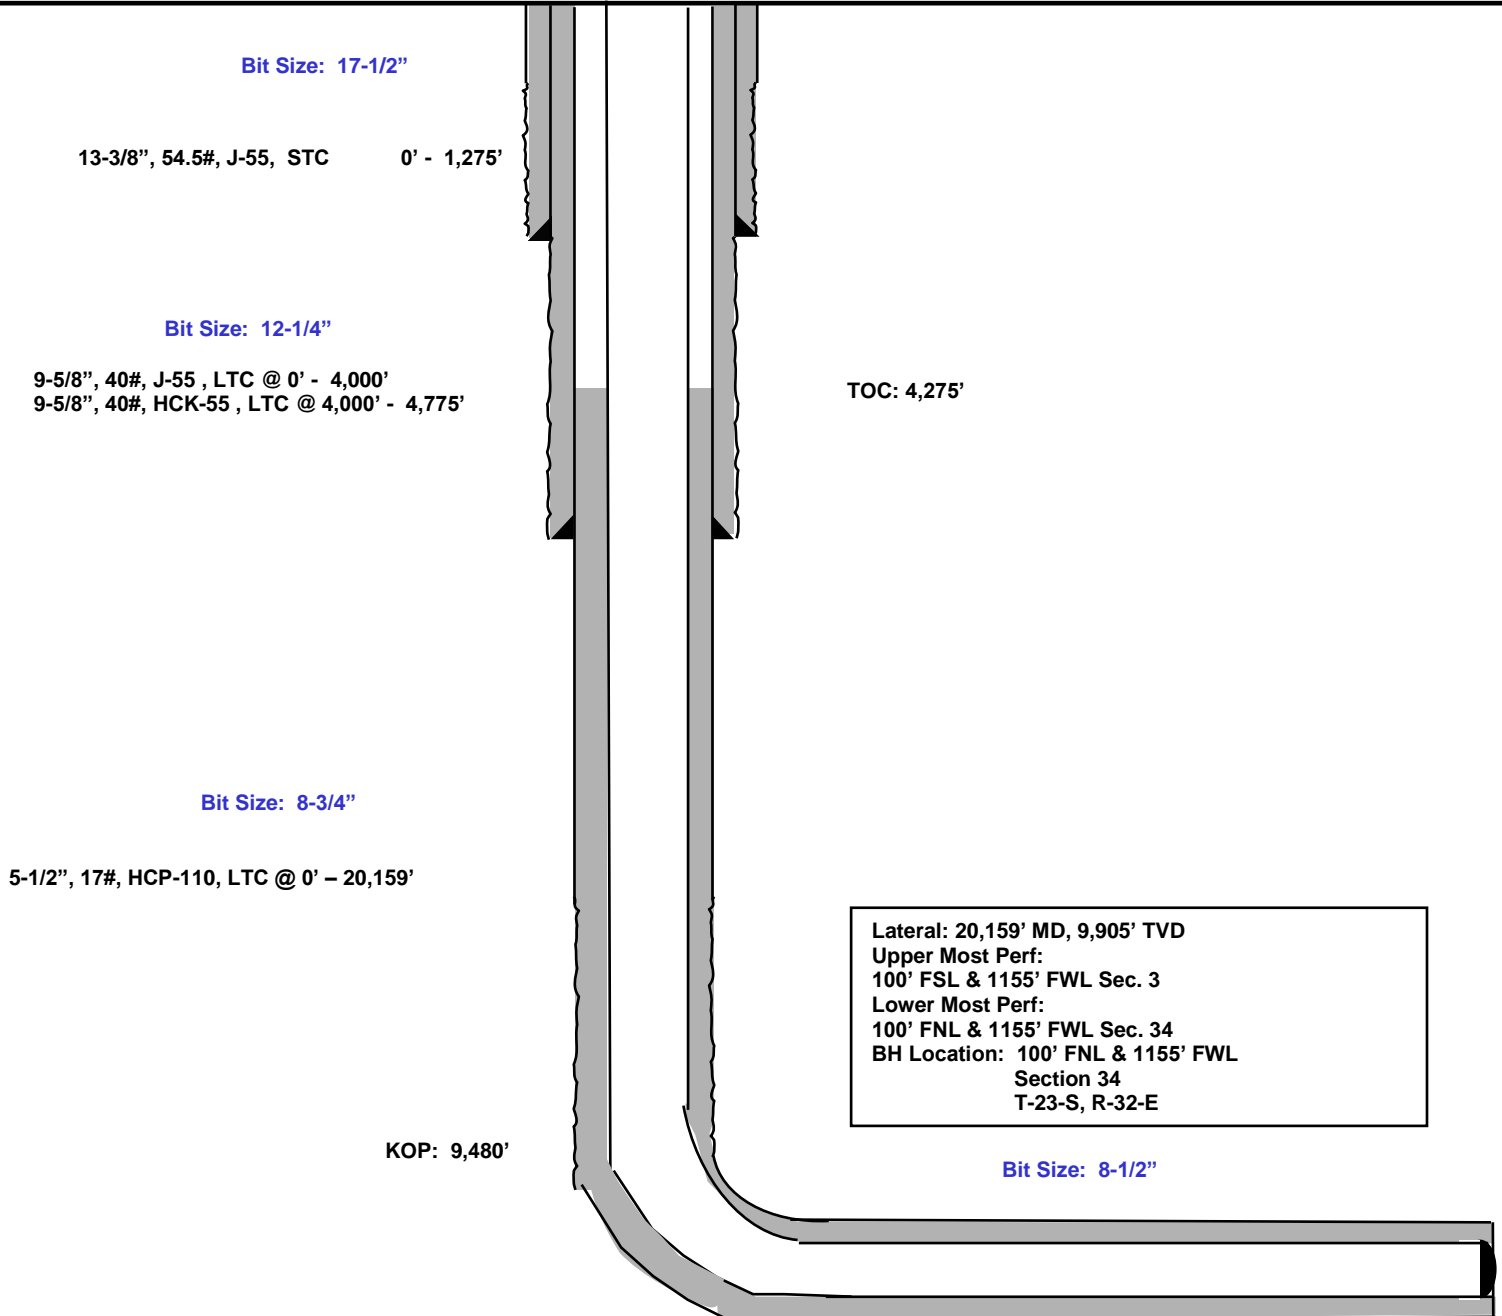 Bit Size: 17-1/2”
13-3/8”, 54.5#, J-55, STC 0’ - 1,275’
Bit Size: 12-1/4”
9-5/8”, 40#, J-55 , LTC @ 0’ - 4,000’
9-5/8”, 40#, HCK-55 , LTC @ 4,000’ - 4,775’
TOC: 4,275’
Bit Size: 8-3/4”
5-1/2”, 17#, HCP-110, LTC @ 0’ – 20,159’
Lateral: 20,159’ MD, 9,905’ TVD
Upper Most Perf:
100’ FSL & 1155’ FWL Sec. 3
Lower Most Perf:
100’ FNL & 1155’ FWL Sec. 34
BH Location: 100’ FNL & 1155’ FWL
Section 34
T-23-S, R-32-E
KOP: 9,480’
Bit Size: 8-1/2”